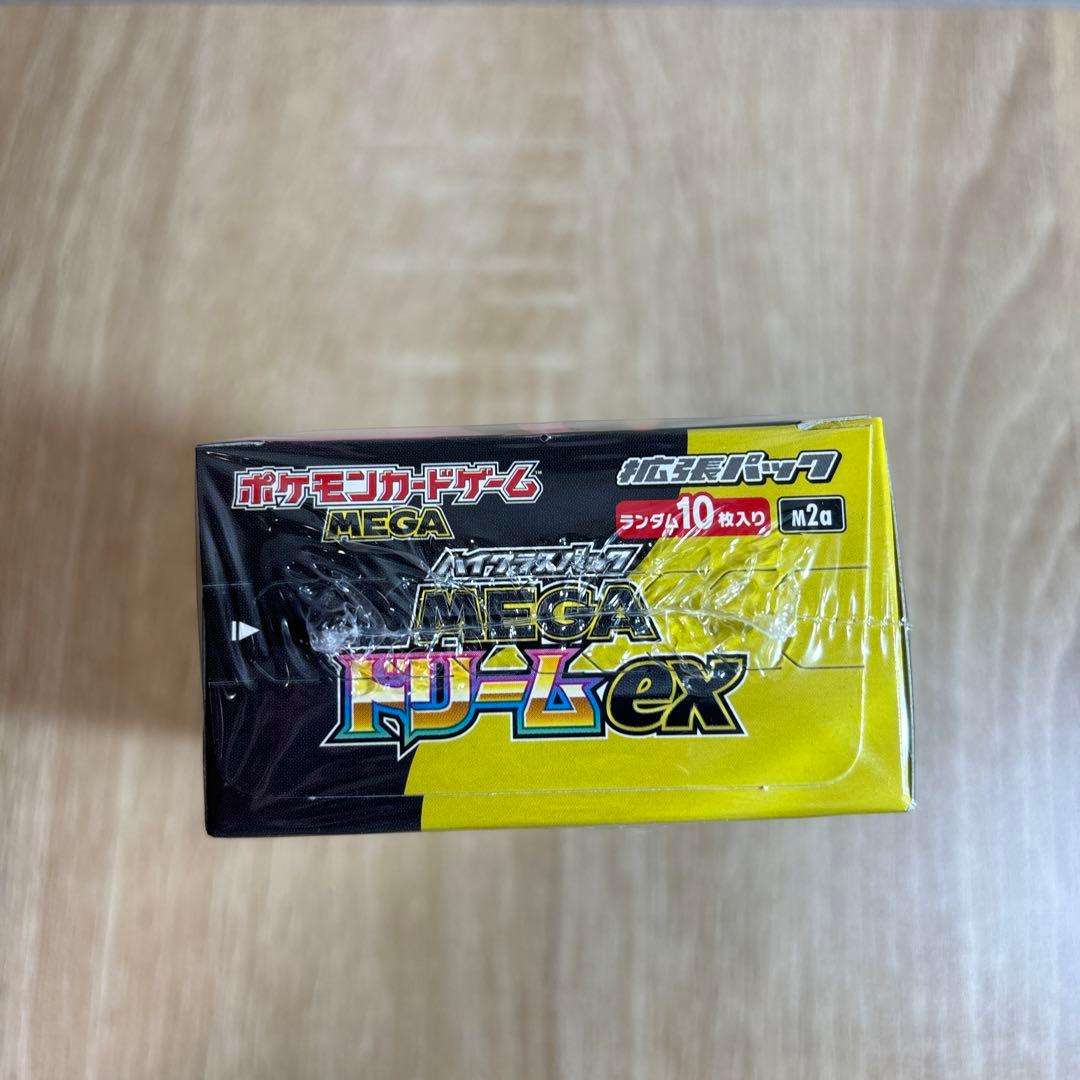 ポケモンカードゲーム™
MEGA
拡張パック
ランダム10枚入り
M2a
ハイクラスパック
MEGA
ドリームex